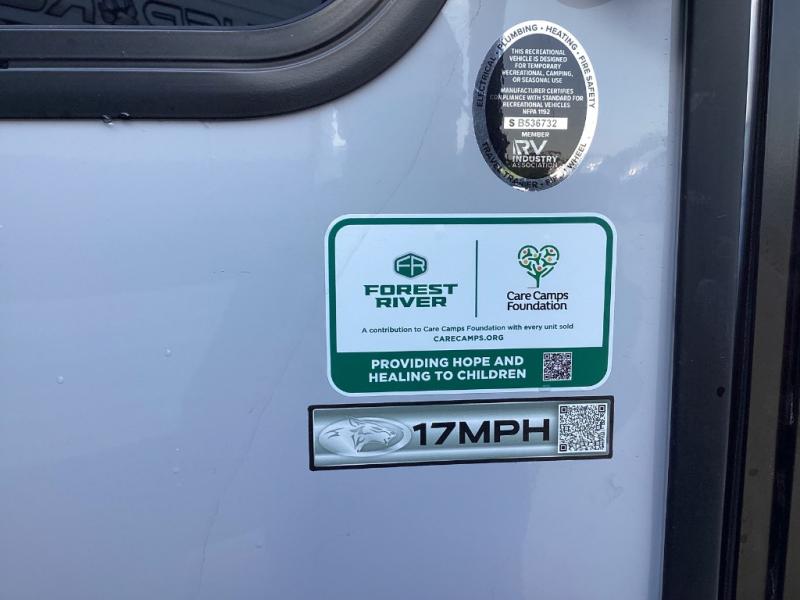 ELECTRICAL • PLUMBING • HEATING • FIRE SAFETY
THIS RECREATIONAL
VEHICLE IS DESIGNED
FOR TEMPORARY
RECREATIONAL, CAMPING,
OR SEASONAL USE
MANUFACTURER CERTIFIES
COMPLIANCE WITH STANDARD FOR
RECREATIONAL VEHICLES
NFPA 1192
S B536732
MEMBER
RV
INDUSTRY
ASSOCIATION
TRAVEL TRAILER • FIFTH WHEEL
FR
FOREST
RIVER
Care Camps
Foundation
A contribution to Care Camps Foundation with every unit sold
CARECAMPS.ORG
PROVIDING HOPE AND
HEALING TO CHILDREN
17MPH